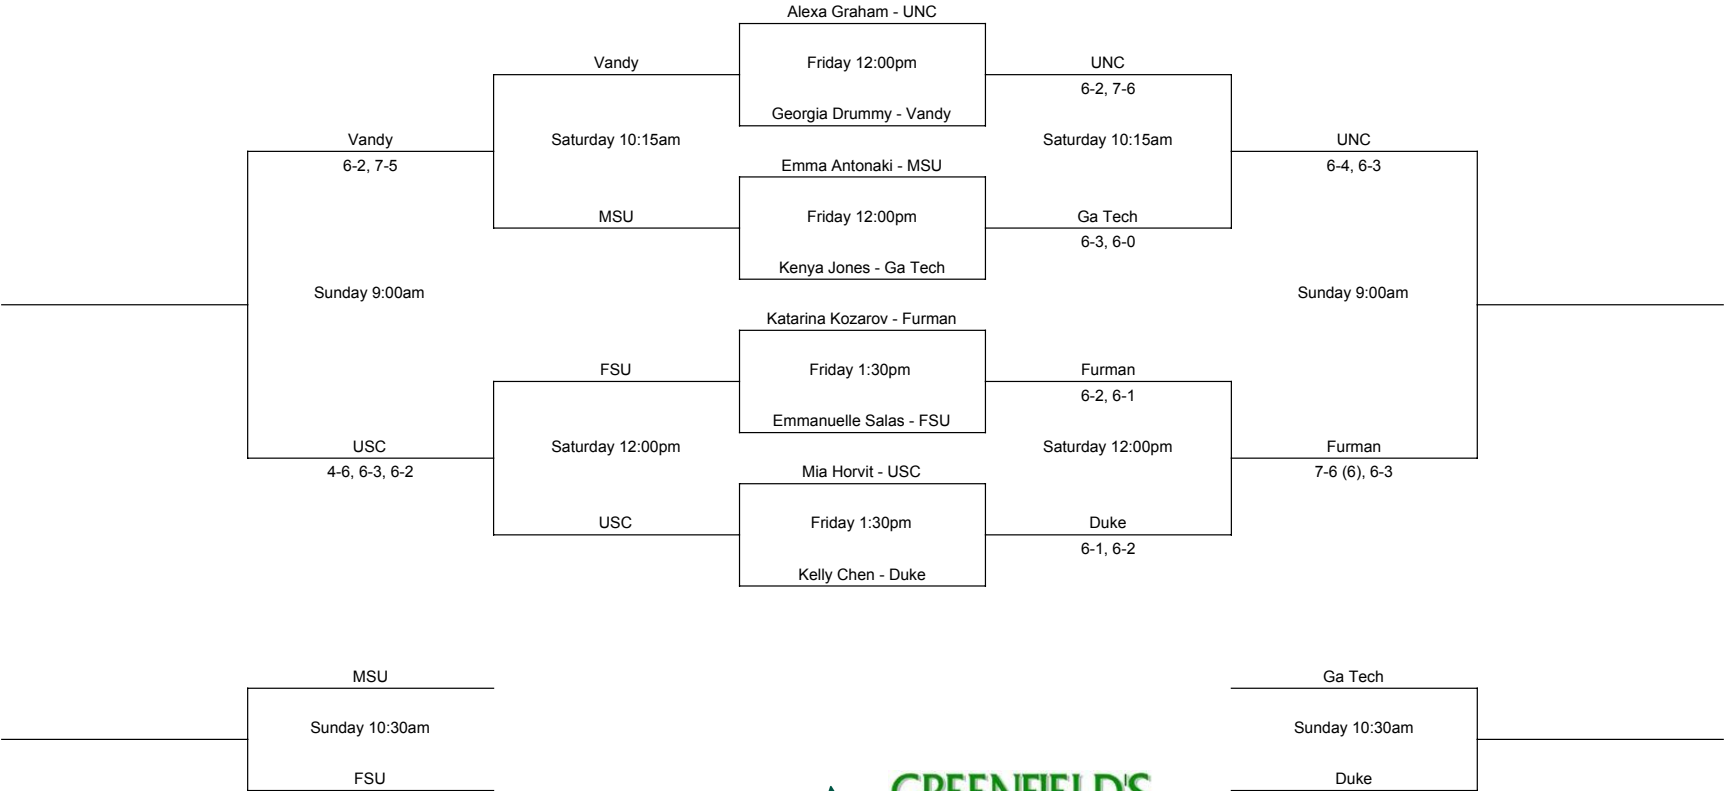 Alexa Graham - UNC
Vandy
Friday 12:00pm
UNC
6-2, 7-6
Georgia Drummy - Vandy
Vandy
Saturday 10:15am
Saturday 10:15am
UNC
6-2, 7-5
Emma Antonaki - MSU
6-4, 6-3
MSU
Friday 12:00pm
Ga Tech
6-3, 6-0
Kenya Jones - Ga Tech
Sunday 9:00am
Sunday 9:00am
Katarina Kozarov - Furman
FSU
Friday 1:30pm
Furman
6-2, 6-1
Emmanuelle Salas - FSU
USC
Saturday 12:00pm
Saturday 12:00pm
Furman
4-6, 6-3, 6-2
Mia Horvit - USC
7-6 (6), 6-3
USC
Friday 1:30pm
Duke
6-1, 6-2
Kelly Chen - Duke
MSU
Ga Tech
Sunday 10:30am
Sunday 10:30am
FSU
Duke
GREENFIELD'S